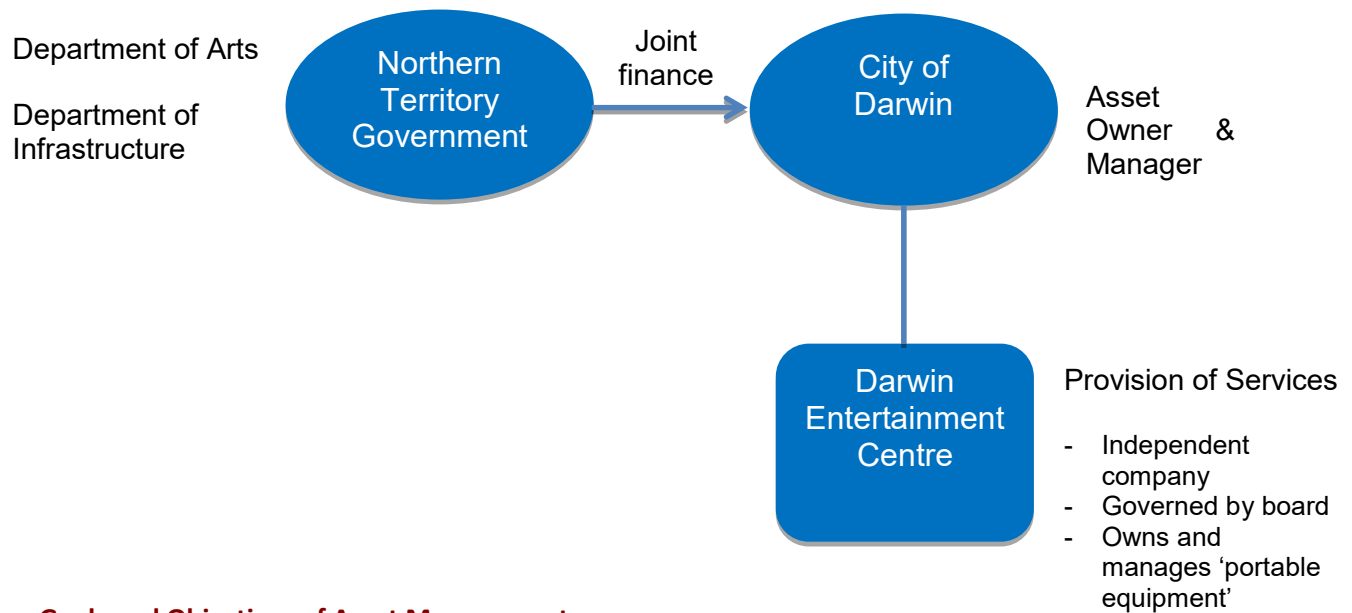 Department of Arts
Department of
Infrastructure
Northern
Territory
Government
Joint
finance
City of
Darwin
Asset
Owner &
Manager
Darwin
Entertainment
Centre
Provision of Services
- Independent
company
- Governed by board
- Owns and
manages ‘portable
equipment’